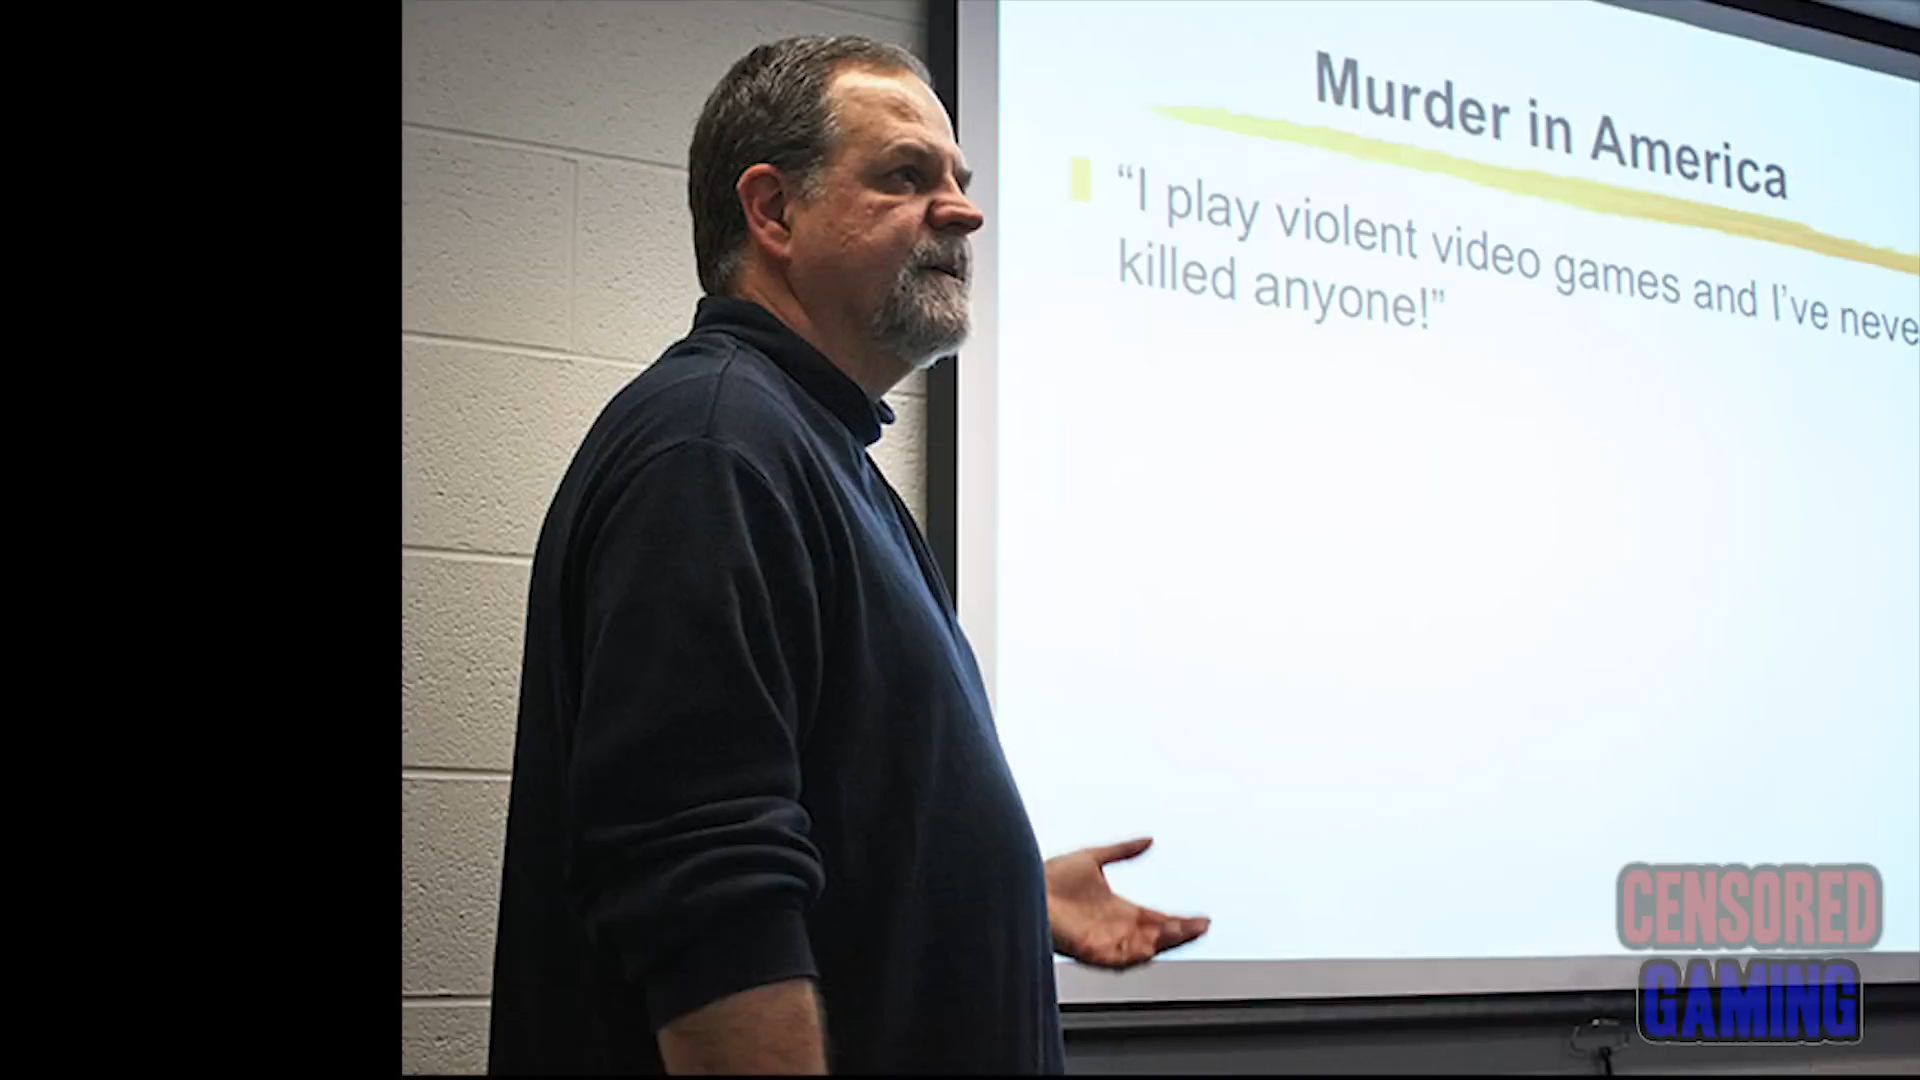 Murder in America
“I play violent video games and I’ve neve
killed anyone!”
CENSORED
GAMING